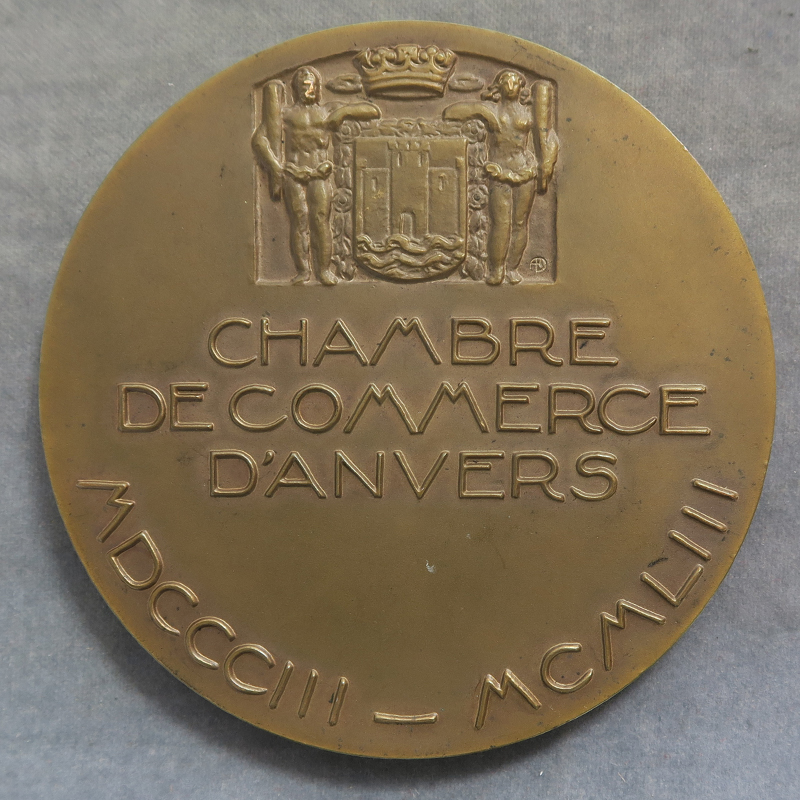 CHAMBRE
DE COMMERCE
D'ANVERS
MDCCCIII — MCMLIII